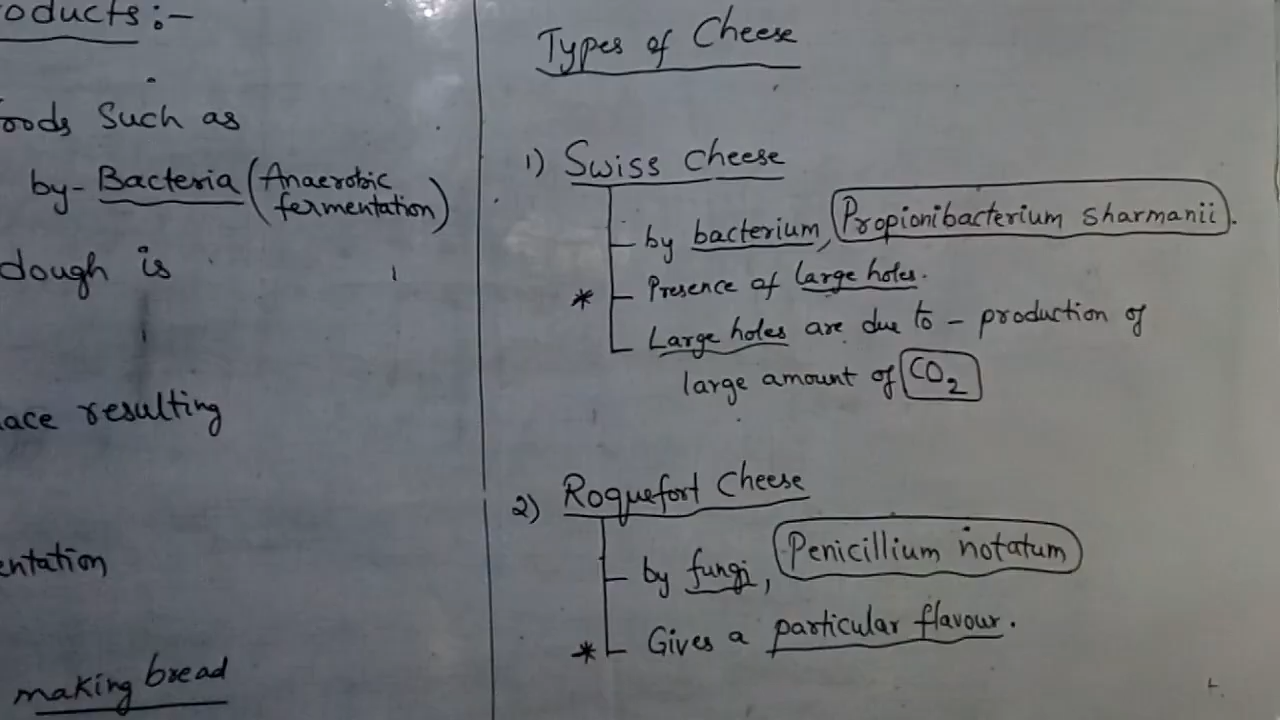 oducts:-
oods Such as
by- Bacteria (Anaerobic fermentation)
dough is
ace resulting
entation
making bread
Types of Cheese
1) Swiss Cheese
by bacterium, Propionibacterium sharmanii.
* Presence of large holes.
Large holes are due to - production of
large amount of CO2
2) Roquefort Cheese
by fungi, Penicillium notatum
* Gives a particular flavour.